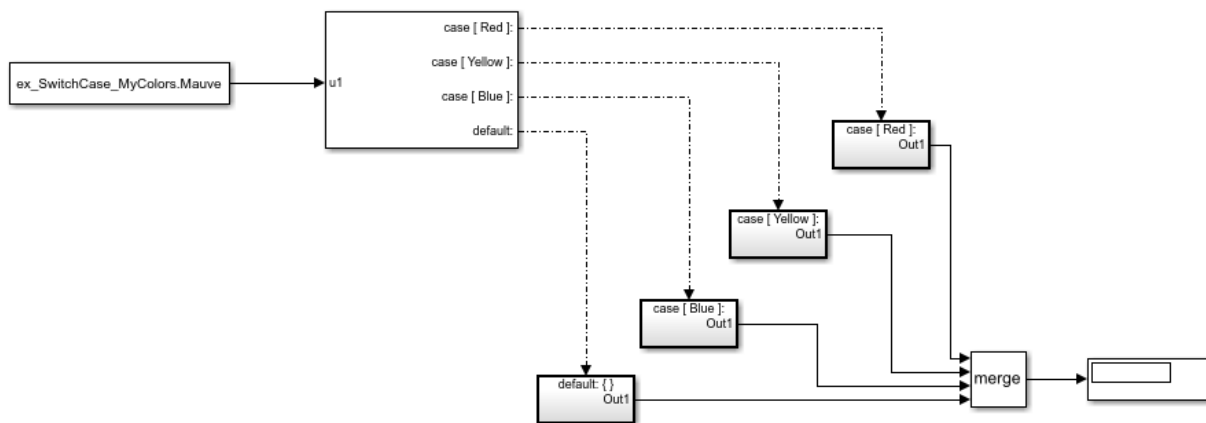 ex_SwitchCase_MyColors.Mauve
u1
case [ Red ]:
case [ Yellow ]:
case [ Blue ]:
default:
case [ Red ]:
Out1
case [ Yellow ]:
Out1
case [ Blue ]:
Out1
default: { }
Out1
merge